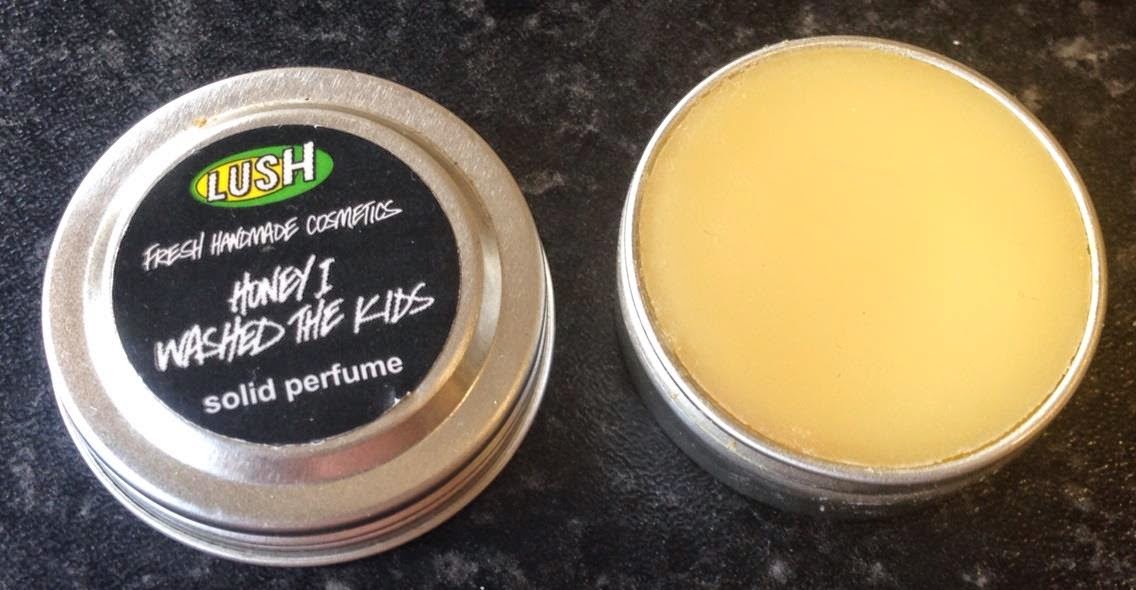 LUSH
FRESH HANDMADE COSMETICS
HONEY I
WASHED THE KIDS
solid perfume